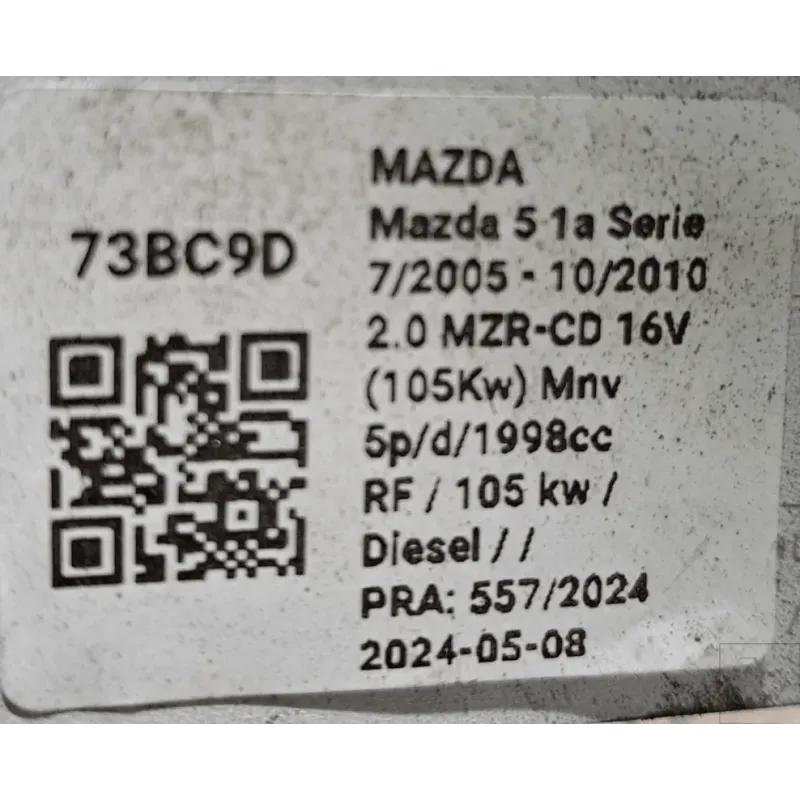 73BC9D
MAZDA
Mazda 5 1a Serie
7/2005 - 10/2010
2.0 MZR-CD 16V
(105Kw) Mnv
5p/d/1998cc
RF / 105 kw /
Diesel / /
PRA: 557/2024
2024-05-08